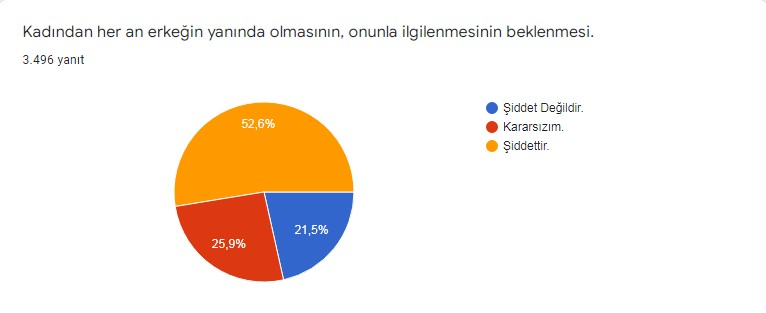 Kadından her an erkeğin yanında olmasının, onunla ilgilenmesinin beklenmesi.
3.496 yanıt
52,6%
25,9%
21,5%
Şiddet Değildir.
Kararsızım.
Şiddettir.